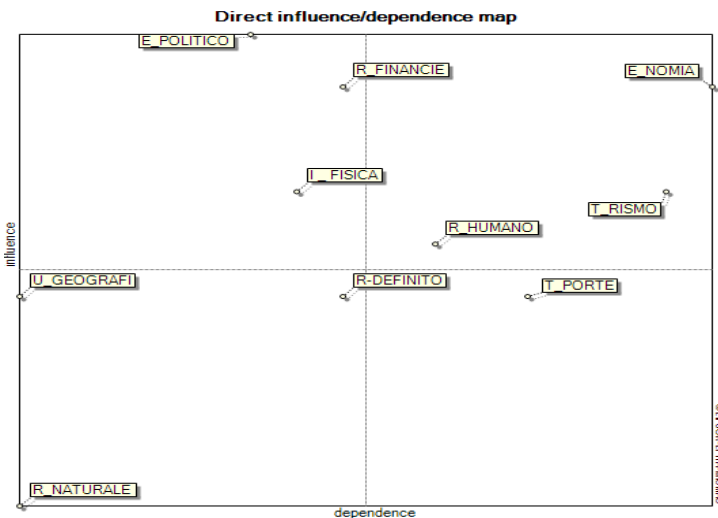 Direct influence/dependence map
E_POLITICO
R_FINANCIE
E_NOMIA
I_FISICA
T_RISMO
R_HUMANO
influence
U_GEOGRAFI
R-DEFINITO
T_PORTE
R_NATURALE
dependence